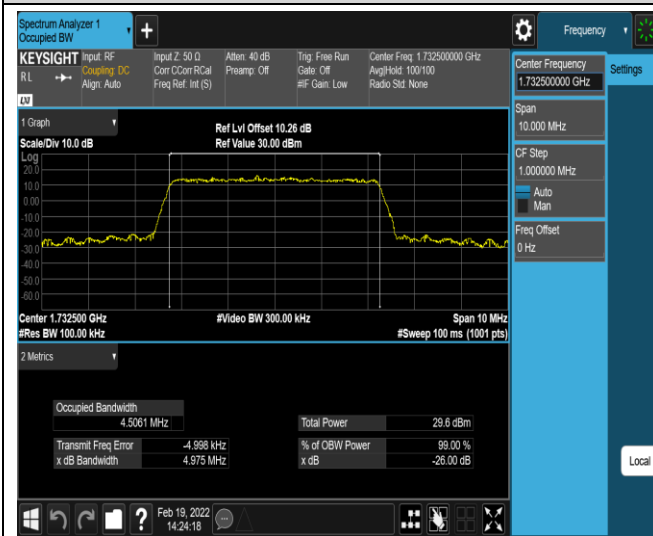 Spectrum Analyzer 1
Occupied BW
Frequency
KEYSIGHT
RL
Input: RF
Coupling: DC
Align: Auto
Input Z: 50 Ω
Corr CCorr RCal
Freq Ref: Int (S)
Atten: 40 dB
Preamp: Off
Trig: Free Run
Gate: Off
#IF Gain: Low
Center Freq: 1.732500000 GHz
Avg|Hold: 100/100
Radio Std: None
Center Frequency
1.732500000 GHz
Settings
Span
10.000 MHz
CF Step
1.000000 MHz
Auto
Man
Freq Offset
0 Hz
Local
1 Graph
Scale/Div 10.0 dB
Ref Lvl Offset 10.26 dB
Ref Value 30.00 dBm
Log
20.0
10.0
0.00
-10.0
-20.0
-30.0
-40.0
-50.0
-60.0
Center 1.732500 GHz
#Video BW 300.00 kHz
Span 10 MHz
#Res BW 100.00 kHz
#Sweep 100 ms (1001 pts)
2 Metrics
Occupied Bandwidth
4.5061 MHz
Total Power 29.6 dBm
Transmit Freq Error -4.998 kHz
% of OBW Power 99.00 %
x dB Bandwidth 4.975 MHz
x dB -26.00 dB
?
Feb 19, 2022
14:24:18